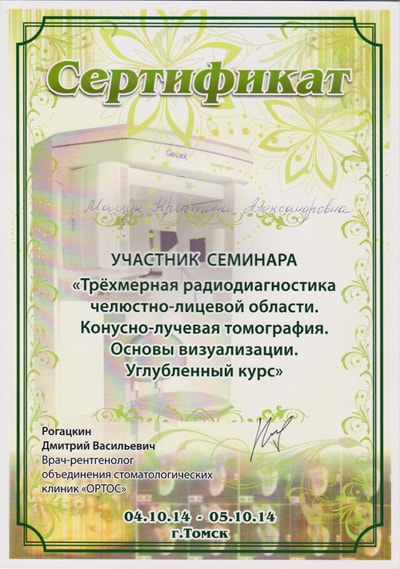 Сертификат
Кристина Александровна
УЧАСТНИК СЕМИНАРА
«Трёхмерная радиодиагностика
челюстно-лицевой области.
Конусно-лучевая томография.
Основы визуализации.
Углубленный курс»
Рогацкин
Дмитрий Васильевич
Врач-рентгенолог
объединения стоматологических
клиник «ОРТОС»
04.10.14 - 05.10.14
г.Томск